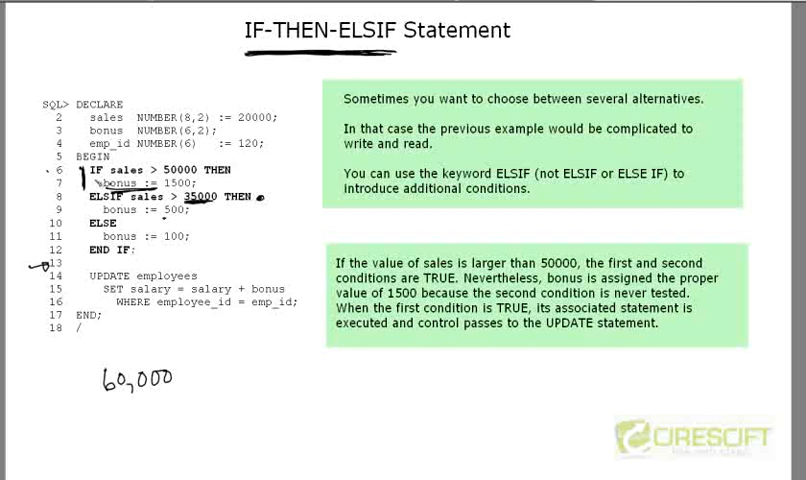 IF-THEN-ELSIF Statement
SQL> DECLARE
2 sales NUMBER(8,2) := 20000;
3 bonus NUMBER(6,2);
4 emp_id NUMBER(6) := 120;
5 BEGIN
6 IF sales > 50000 THEN
7 bonus := 1500;
8 ELSIF sales > 35000 THEN
9 bonus := 500;
10 ELSE
11 bonus := 100;
12 END IF;
13
14 UPDATE employees
15 SET salary = salary + bonus
16 WHERE employee_id = emp_id;
17 END;
18 /
60,000
Sometimes you want to choose between several alternatives.
In that case the previous example would be complicated to
write and read.
You can use the keyword ELSIF (not ELSIF or ELSE IF) to
introduce additional conditions.
If the value of sales is larger than 50000, the first and second
conditions are TRUE. Nevertheless, bonus is assigned the proper
value of 1500 because the second condition is never tested.
When the first condition is TRUE, its associated statement is
executed and control passes to the UPDATE statement.
CIRESCIFT